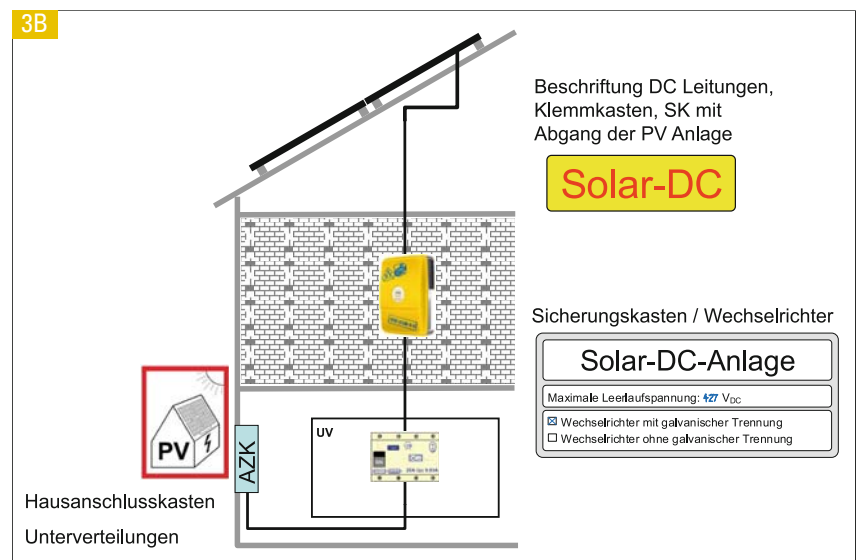 3B
Beschriftung DC Leitungen,
Klemmkasten, SK mit
Abgang der PV Anlage
Solar-DC
Sicherungskasten / Wechselrichter
Solar-DC-Anlage
Maximale Leerlaufspannung: 427 VDC
Wechselrichter mit galvanischer Trennung
Wechselrichter ohne galvanischer Trennung
PV
AZK
UV
Hausanschlusskasten
Unterverteilungen